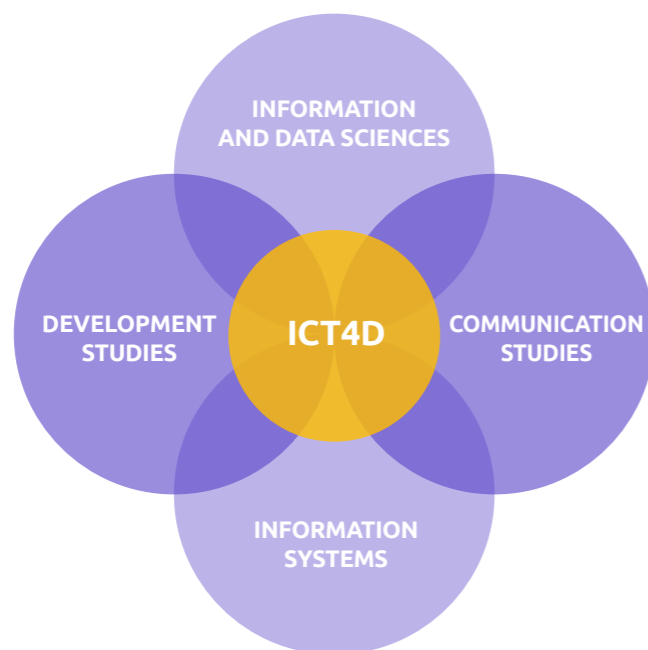 INFORMATION
AND DATA SCIENCES
DEVELOPMENT
STUDIES
ICT4D
COMMUNICATION
STUDIES
INFORMATION
SYSTEMS